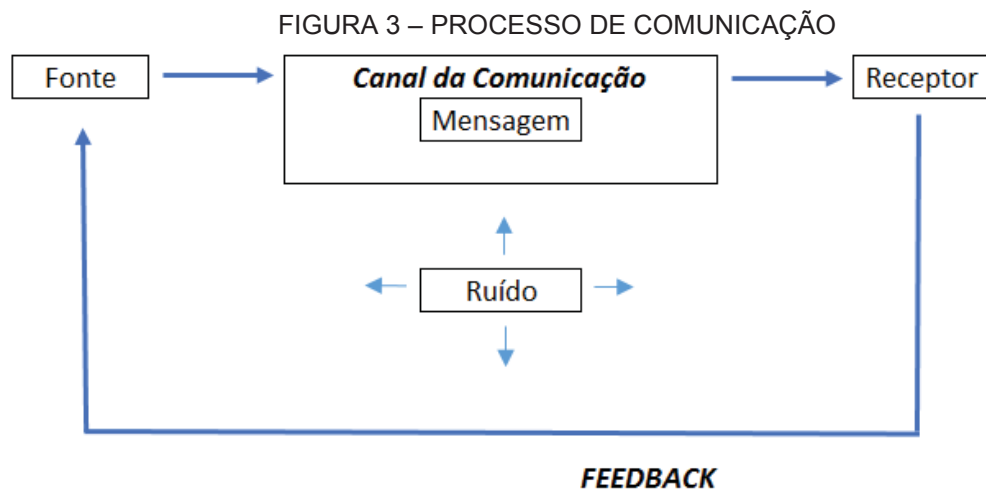 FIGURA 3 – PROCESSO DE COMUNICAÇÃO
Fonte
Canal da Comunicação
Mensagem
Receptor
Ruído
FEEDBACK